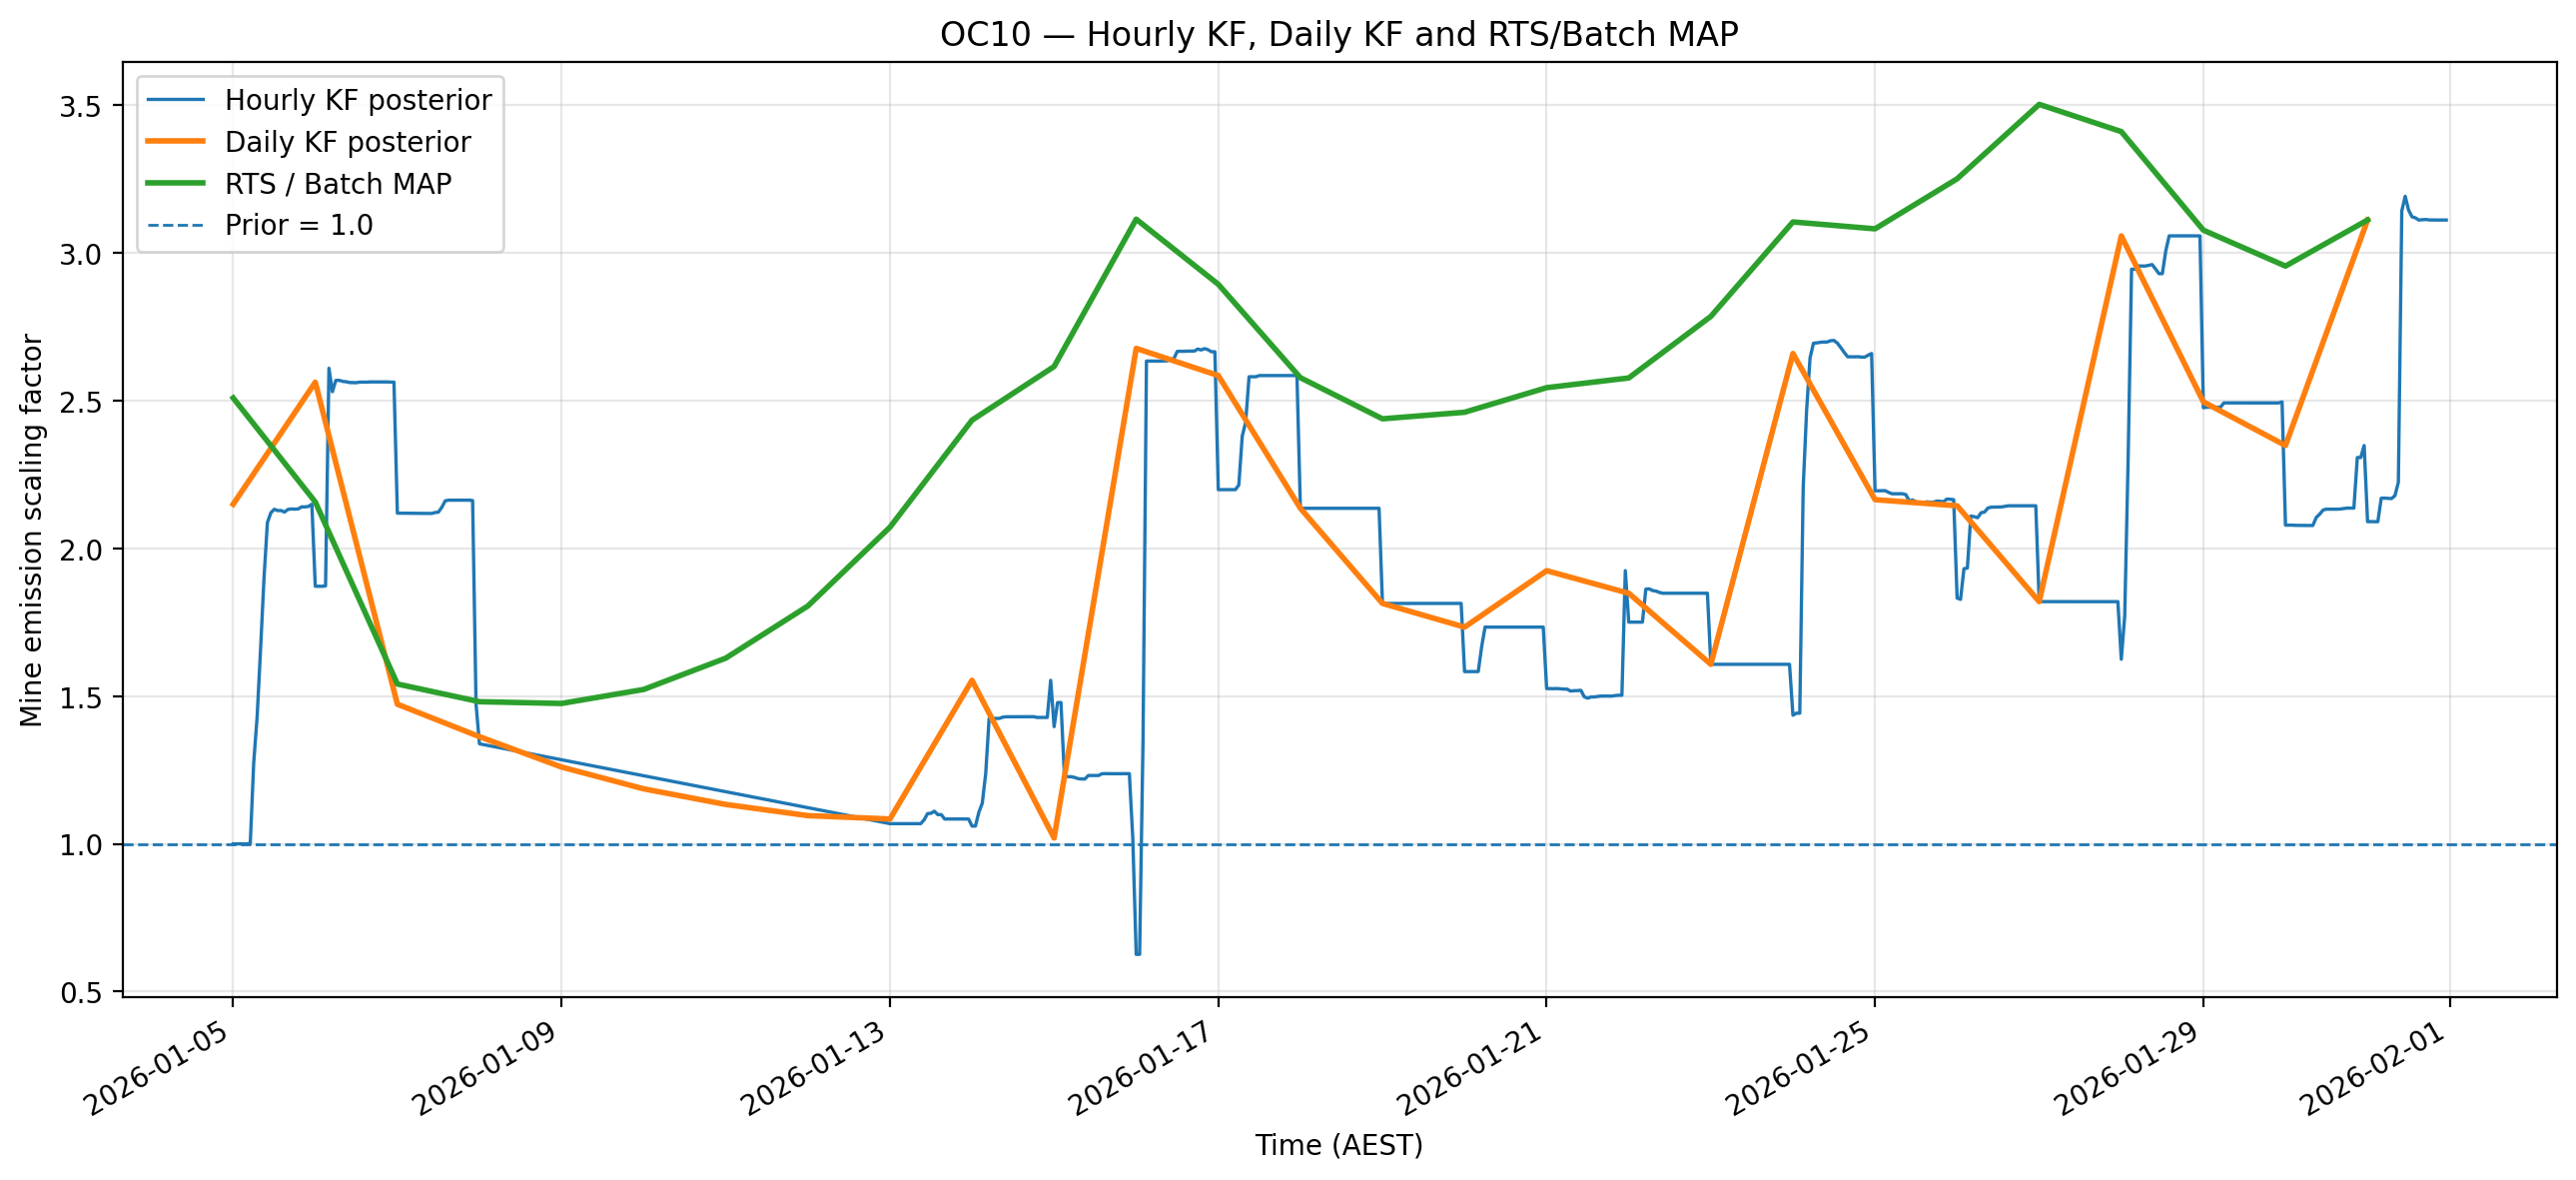 OC10 — Hourly KF, Daily KF and RTS/Batch MAP
Hourly KF posterior
Daily KF posterior
RTS / Batch MAP
Prior = 1.0
Mine emission scaling factor
3.5
3.0
2.5
2.0
1.5
1.0
0.5
2026-01-05
2026-01-09
2026-01-13
2026-01-17
2026-01-21
2026-01-25
2026-01-29
2026-02-01
Time (AEST)